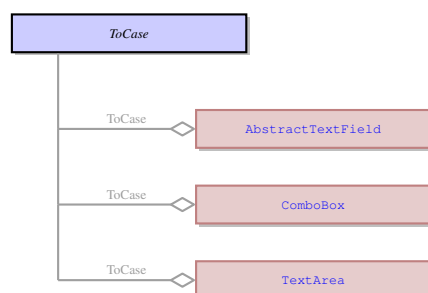 ToCase
ToCase
AbstractTextField
ToCase
ComboBox
ToCase
TextArea